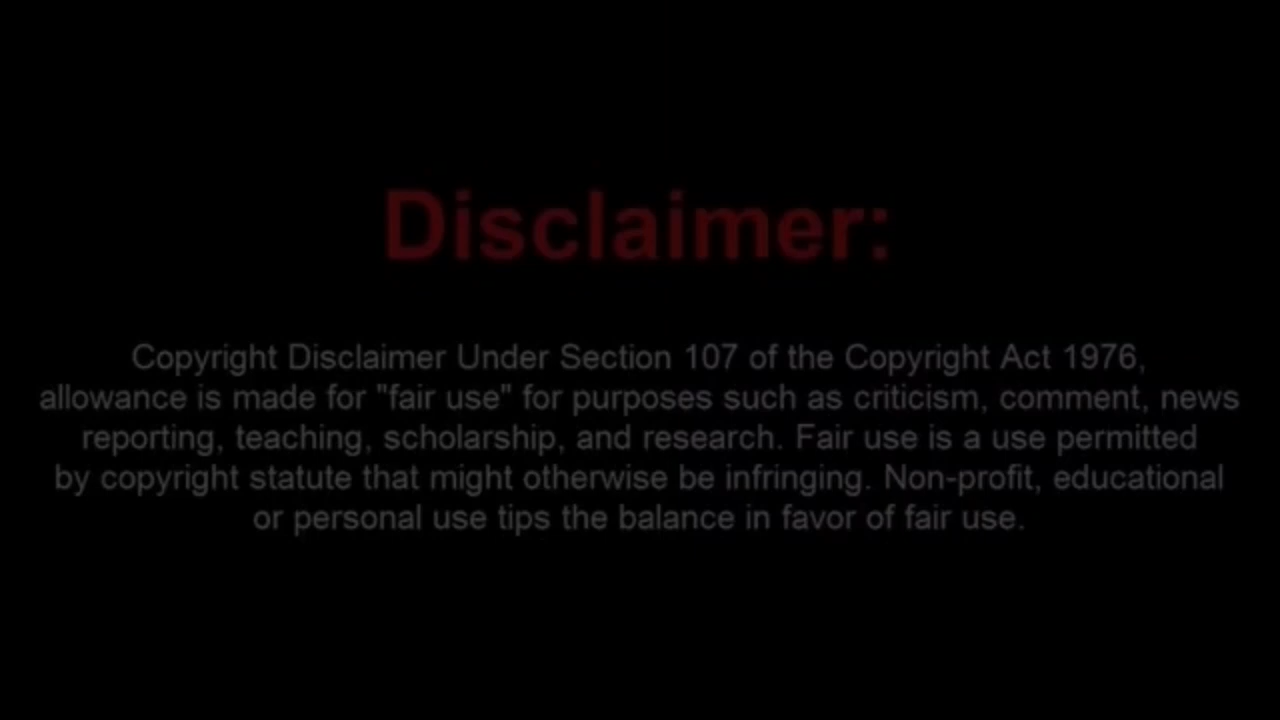 Disclaimer:
Copyright Disclaimer Under Section 107 of the Copyright Act 1976,
allowance is made for "fair use" for purposes such as criticism, comment, news
reporting, teaching, scholarship, and research. Fair use is a use permitted
by copyright statute that might otherwise be infringing. Non-profit, educational
or personal use tips the balance in favor of fair use.